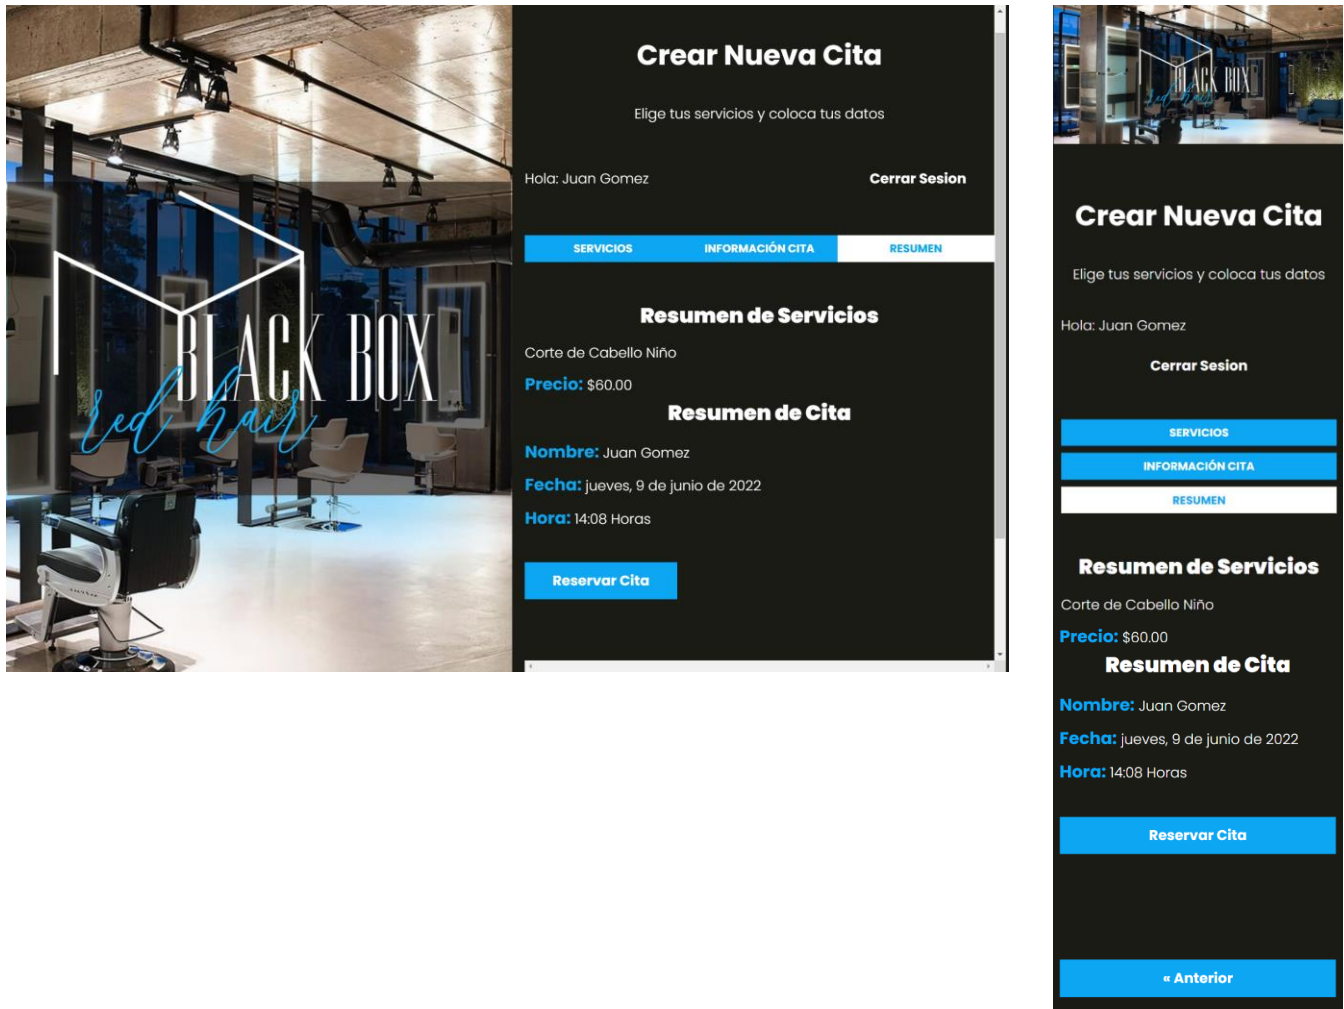 BLACK BOX
red hair
Crear Nueva Cita
Elige tus servicios y coloca tus datos
Hola: Juan Gomez
Cerrar Sesion
SERVICIOS
INFORMACIÓN CITA
RESUMEN
Resumen de Servicios
Corte de Cabello Niño
Precio: $60.00
Resumen de Cita
Nombre: Juan Gomez
Fecha: jueves, 9 de junio de 2022
Hora: 14:08 Horas
Reservar Cita
BLACK BOX
red hair
Crear Nueva Cita
Elige tus servicios y coloca tus datos
Hola: Juan Gomez
Cerrar Sesion
SERVICIOS
INFORMACIÓN CITA
RESUMEN
Resumen de Servicios
Corte de Cabello Niño
Precio: $60.00
Resumen de Cita
Nombre: Juan Gomez
Fecha: jueves, 9 de junio de 2022
Hora: 14:08 Horas
Reservar Cita
« Anterior